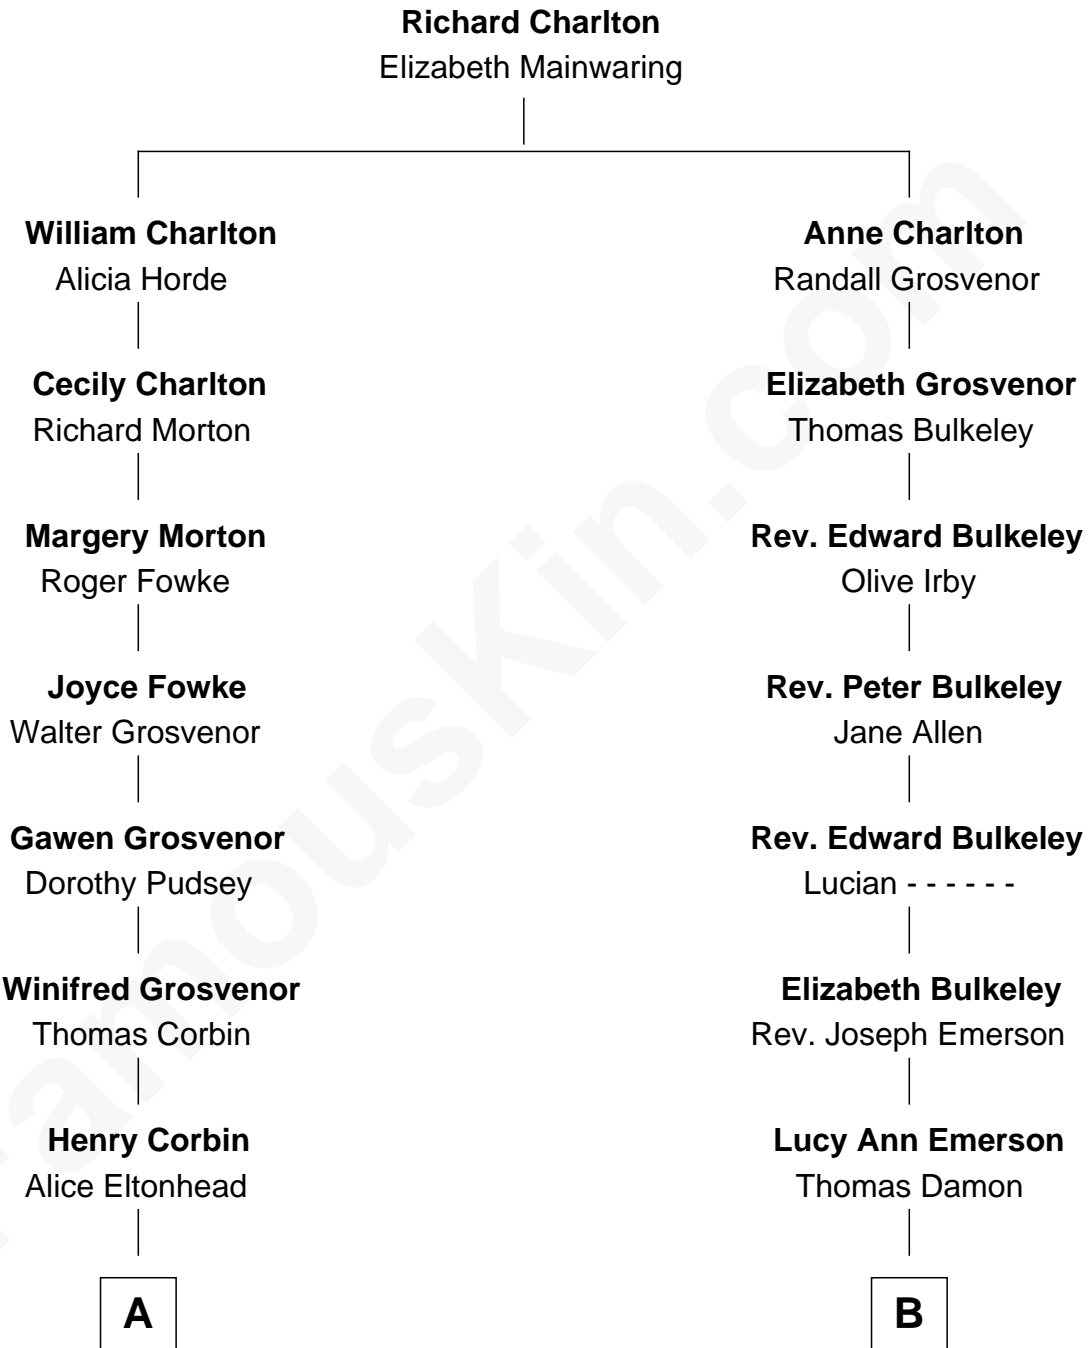 Richard Charlton
Elizabeth Mainwaring
William Charlton
Alicia Horde
Anne Charlton
Randall Grosvenor
Cecily Charlton
Richard Morton
Elizabeth Grosvenor
Thomas Bulkeley
Margery Morton
Roger Fowke
Rev. Edward Bulkeley
Olive Irby
Joyce Fowke
Walter Grosvenor
Rev. Peter Bulkeley
Jane Allen
Gawen Grosvenor
Dorothy Pudsey
Rev. Edward Bulkeley
Lucian - - - - - -
Winifred Grosvenor
Thomas Corbin
Elizabeth Bulkeley
Rev. Joseph Emerson
Henry Corbin
Alice Eltonhead
Lucy Ann Emerson
Thomas Damon
A
B
FamousKin.com